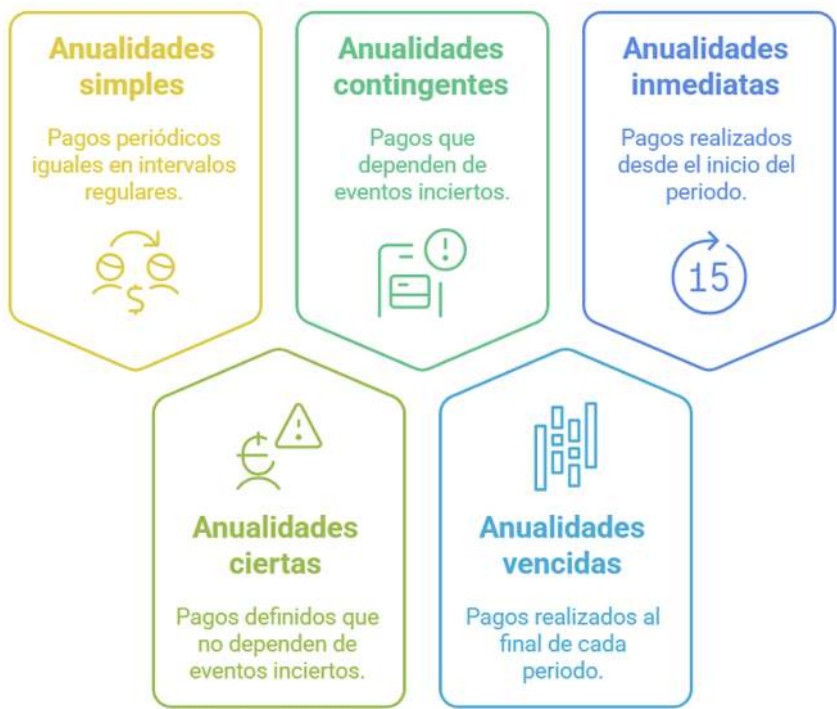 Anualidades
simples
Pagos periódicos
iguales en intervalos
regulares.
$
Anualidades
contingentes
Pagos que
dependen de
eventos inciertos.
!
Anualidades
inmediatas
Pagos realizados
desde el inicio del
periodo.
15
!
Anualidades
ciertas
Pagos definidos que
no dependen de
eventos inciertos.
Anualidades
vencidas
Pagos realizados al
final de cada
periodo.